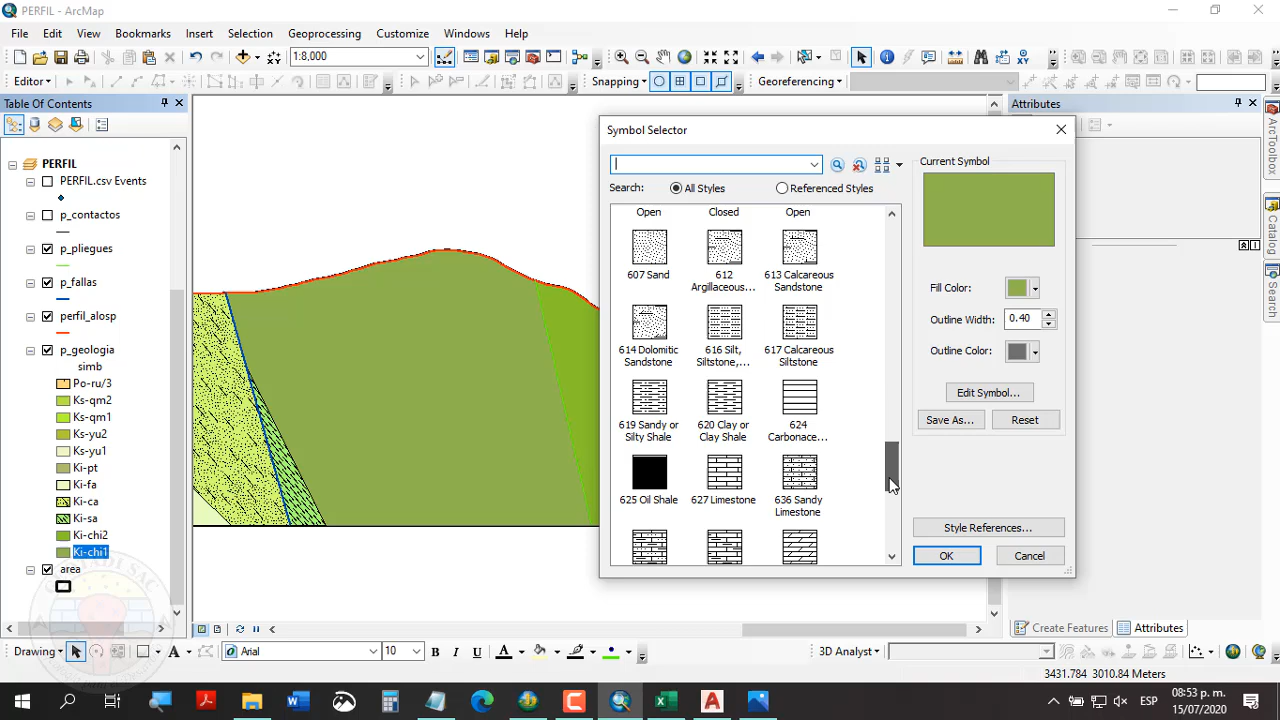 PERFIL - ArcMap
File Edit View Bookmarks Insert Selection Geoprocessing Customize Windows Help
1:8,000
Editor Snapping Georeferencing
Table Of Contents
PERFIL
PERFIL.csv Events
p_contactos
p_pliegues
p_fallas
perfil_alosp
p_geologia
simb
Po-ru/3
Ks-qm2
Ks-qm1
Ks-yu2
Ks-yu1
Ki-pt
Ki-fa
Ki-ca
Ki-sa
Ki-chi2
Ki-chi1
area
Symbol Selector
Search: All Styles Referenced Styles
Open Closed Open
607 Sand 612 Argillaceous... 613 Calcareous Sandstone
614 Dolomitic Sandstone 616 Silt, Siltstone,... 617 Calcareous Siltstone
619 Sandy or Silty Shale 620 Clay or Clay Shale 624 Carbonace...
625 Oil Shale 627 Limestone 636 Sandy Limestone
Current Symbol
Fill Color:
Outline Width: 0.40
Outline Color:
Edit Symbol...
Save As... Reset
Style References...
OK Cancel
Attributes
ArcToolbox
Catalog
Search
Create Features Attributes
Drawing A Arial 10 B I U A 3D Analyst
3431.784 3010.84 Meters
ESP
08:53 p. m.
15/07/2020